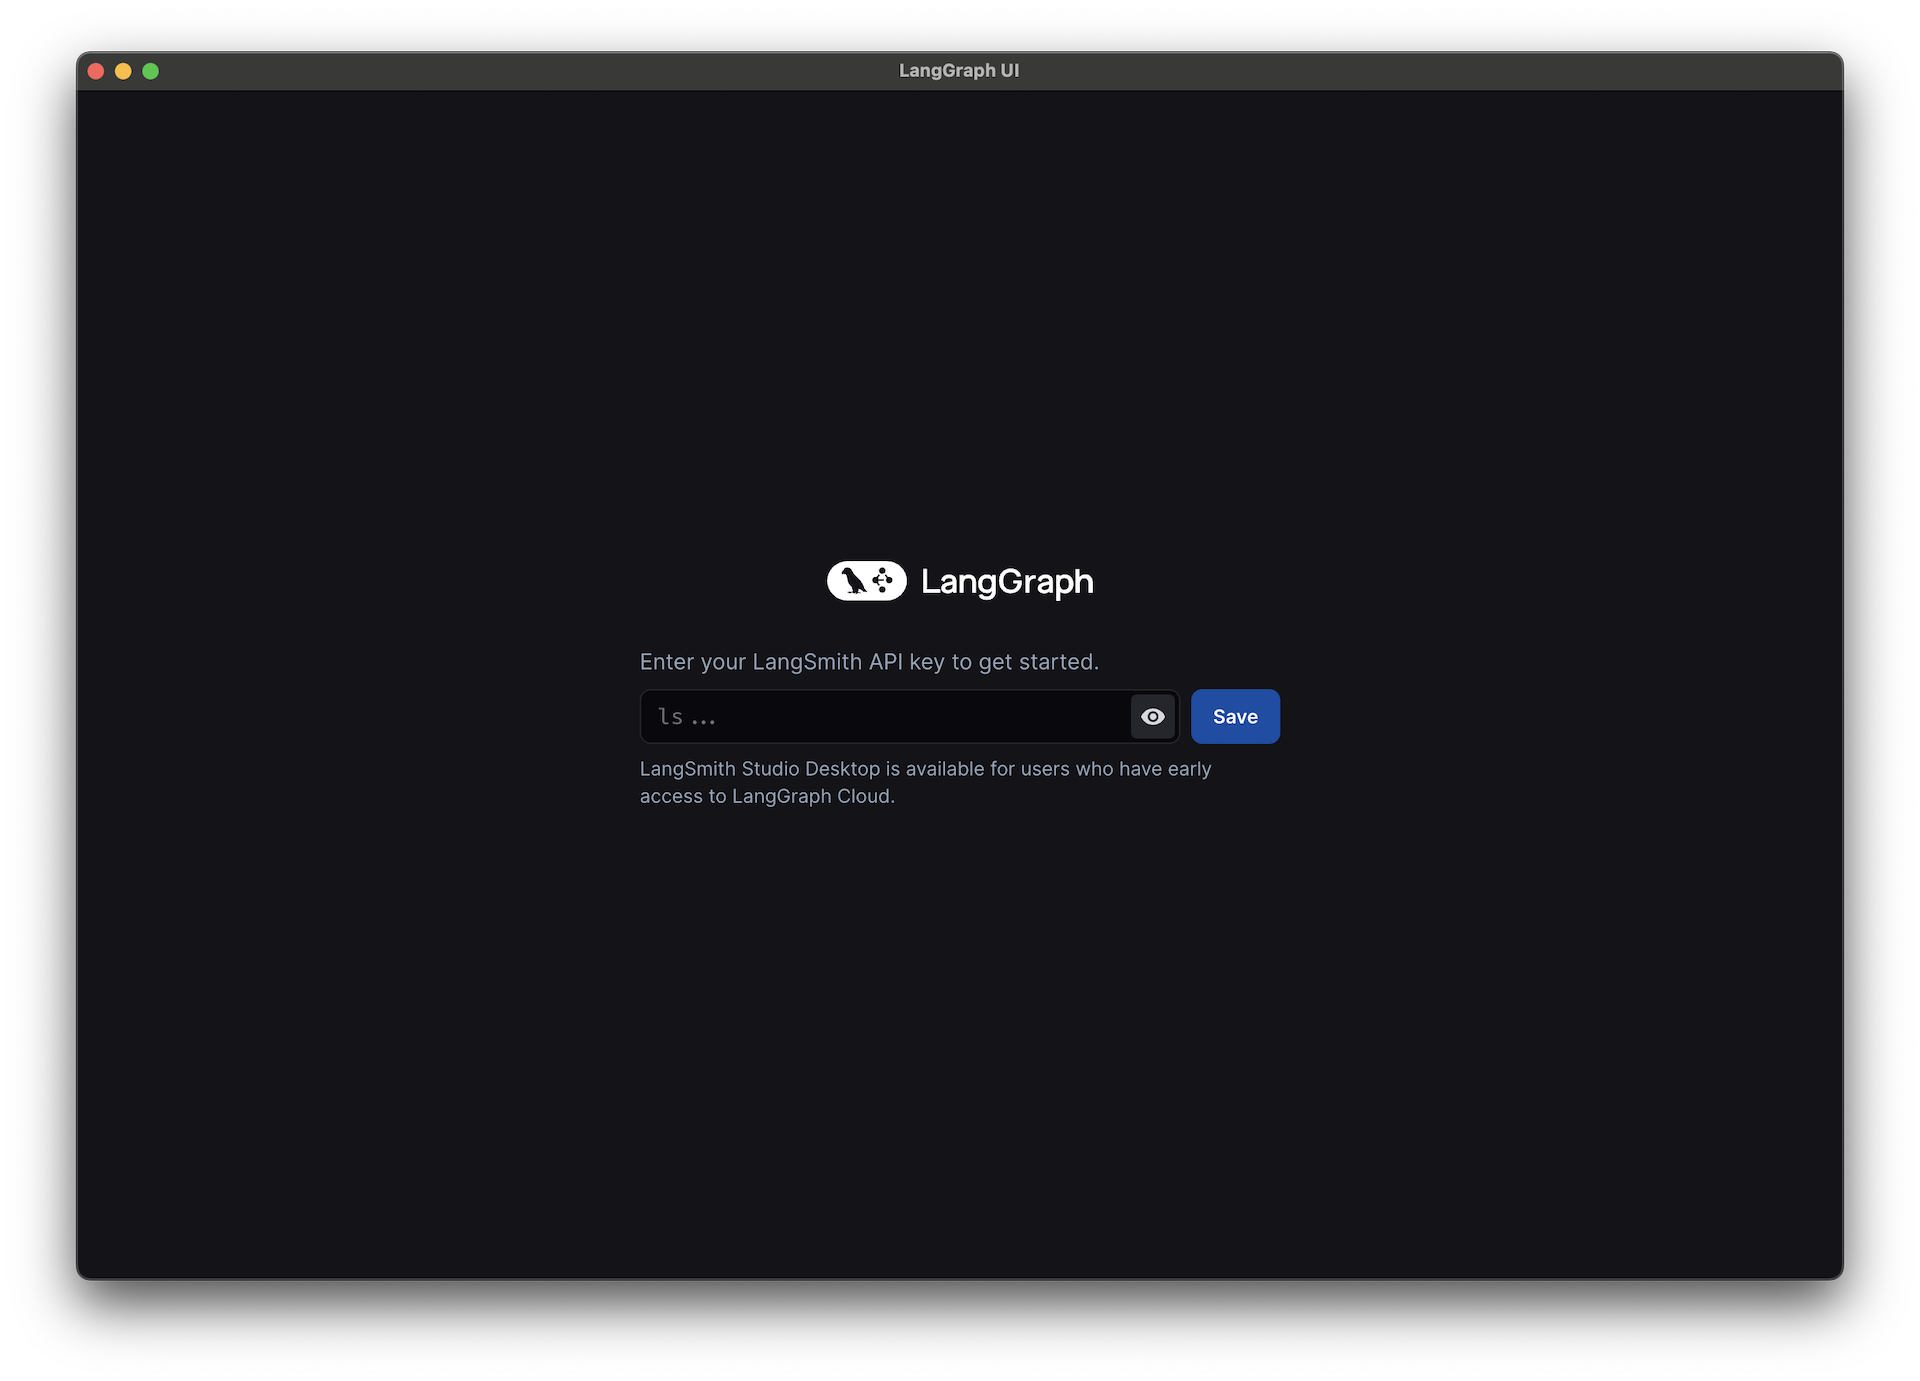 LangGraph UI
LangGraph
Enter your LangSmith API key to get started.
ls...
Save
LangSmith Studio Desktop is available for users who have early
access to LangGraph Cloud.